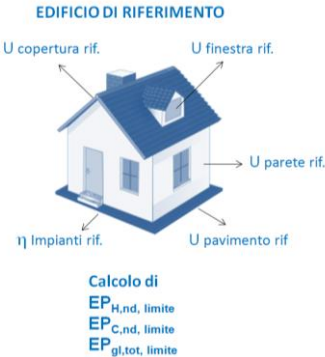 EDIFICIO DI RIFERIMENTO
U copertura rif.
U finestra rif.
U parete rif.
η Impianti rif.
U pavimento rif
Calcolo di
EPH,nd, limite
EPC,nd, limite
EPgl,tot, limite